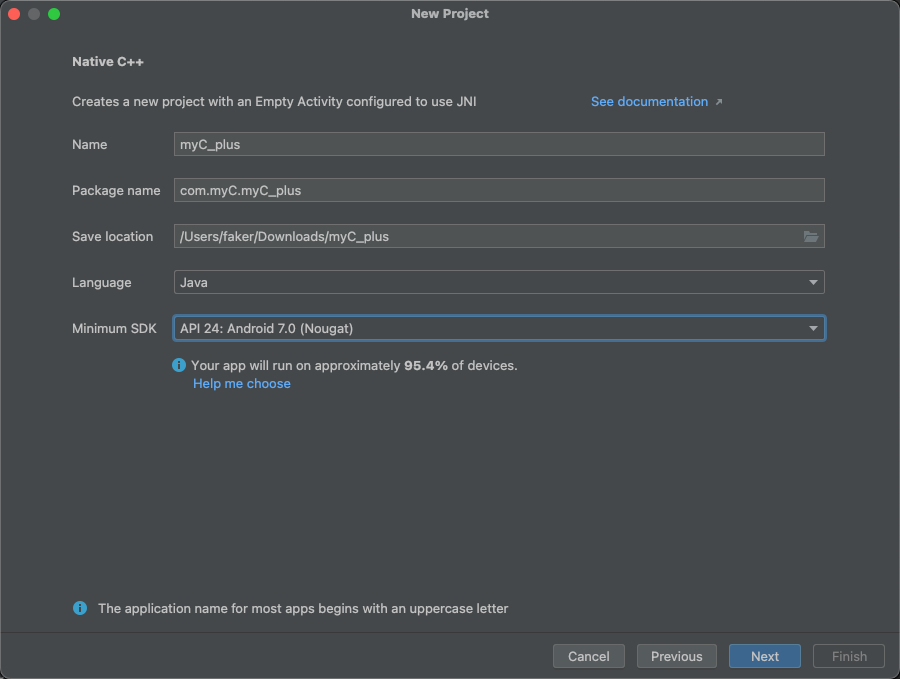 New Project
Native C++
Creates a new project with an Empty Activity configured to use JNI See documentation ↗
Name myC_plus
Package name com.myC.myC_plus
Save location /Users/faker/Downloads/myC_plus
Language Java
Minimum SDK API 24: Android 7.0 (Nougat)
Your app will run on approximately 95.4% of devices.
Help me choose
The application name for most apps begins with an uppercase letter
Cancel Previous Next Finish